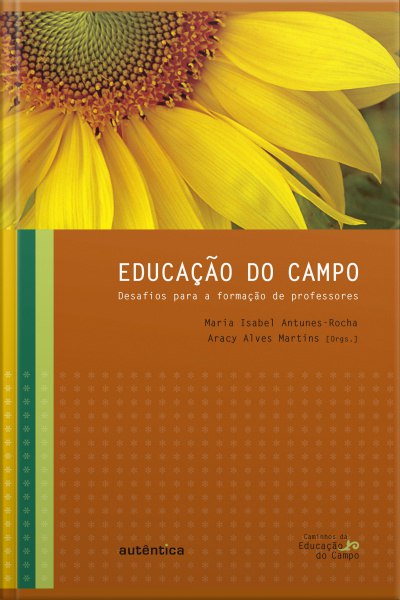 EDUCAÇÃO DO CAMPO
Desafios para a formação de professores
Maria Isabel Antunes-Rocha
Aracy Alves Martins [Orgs.]
autêntica
Caminhos da
Educação
do Campo